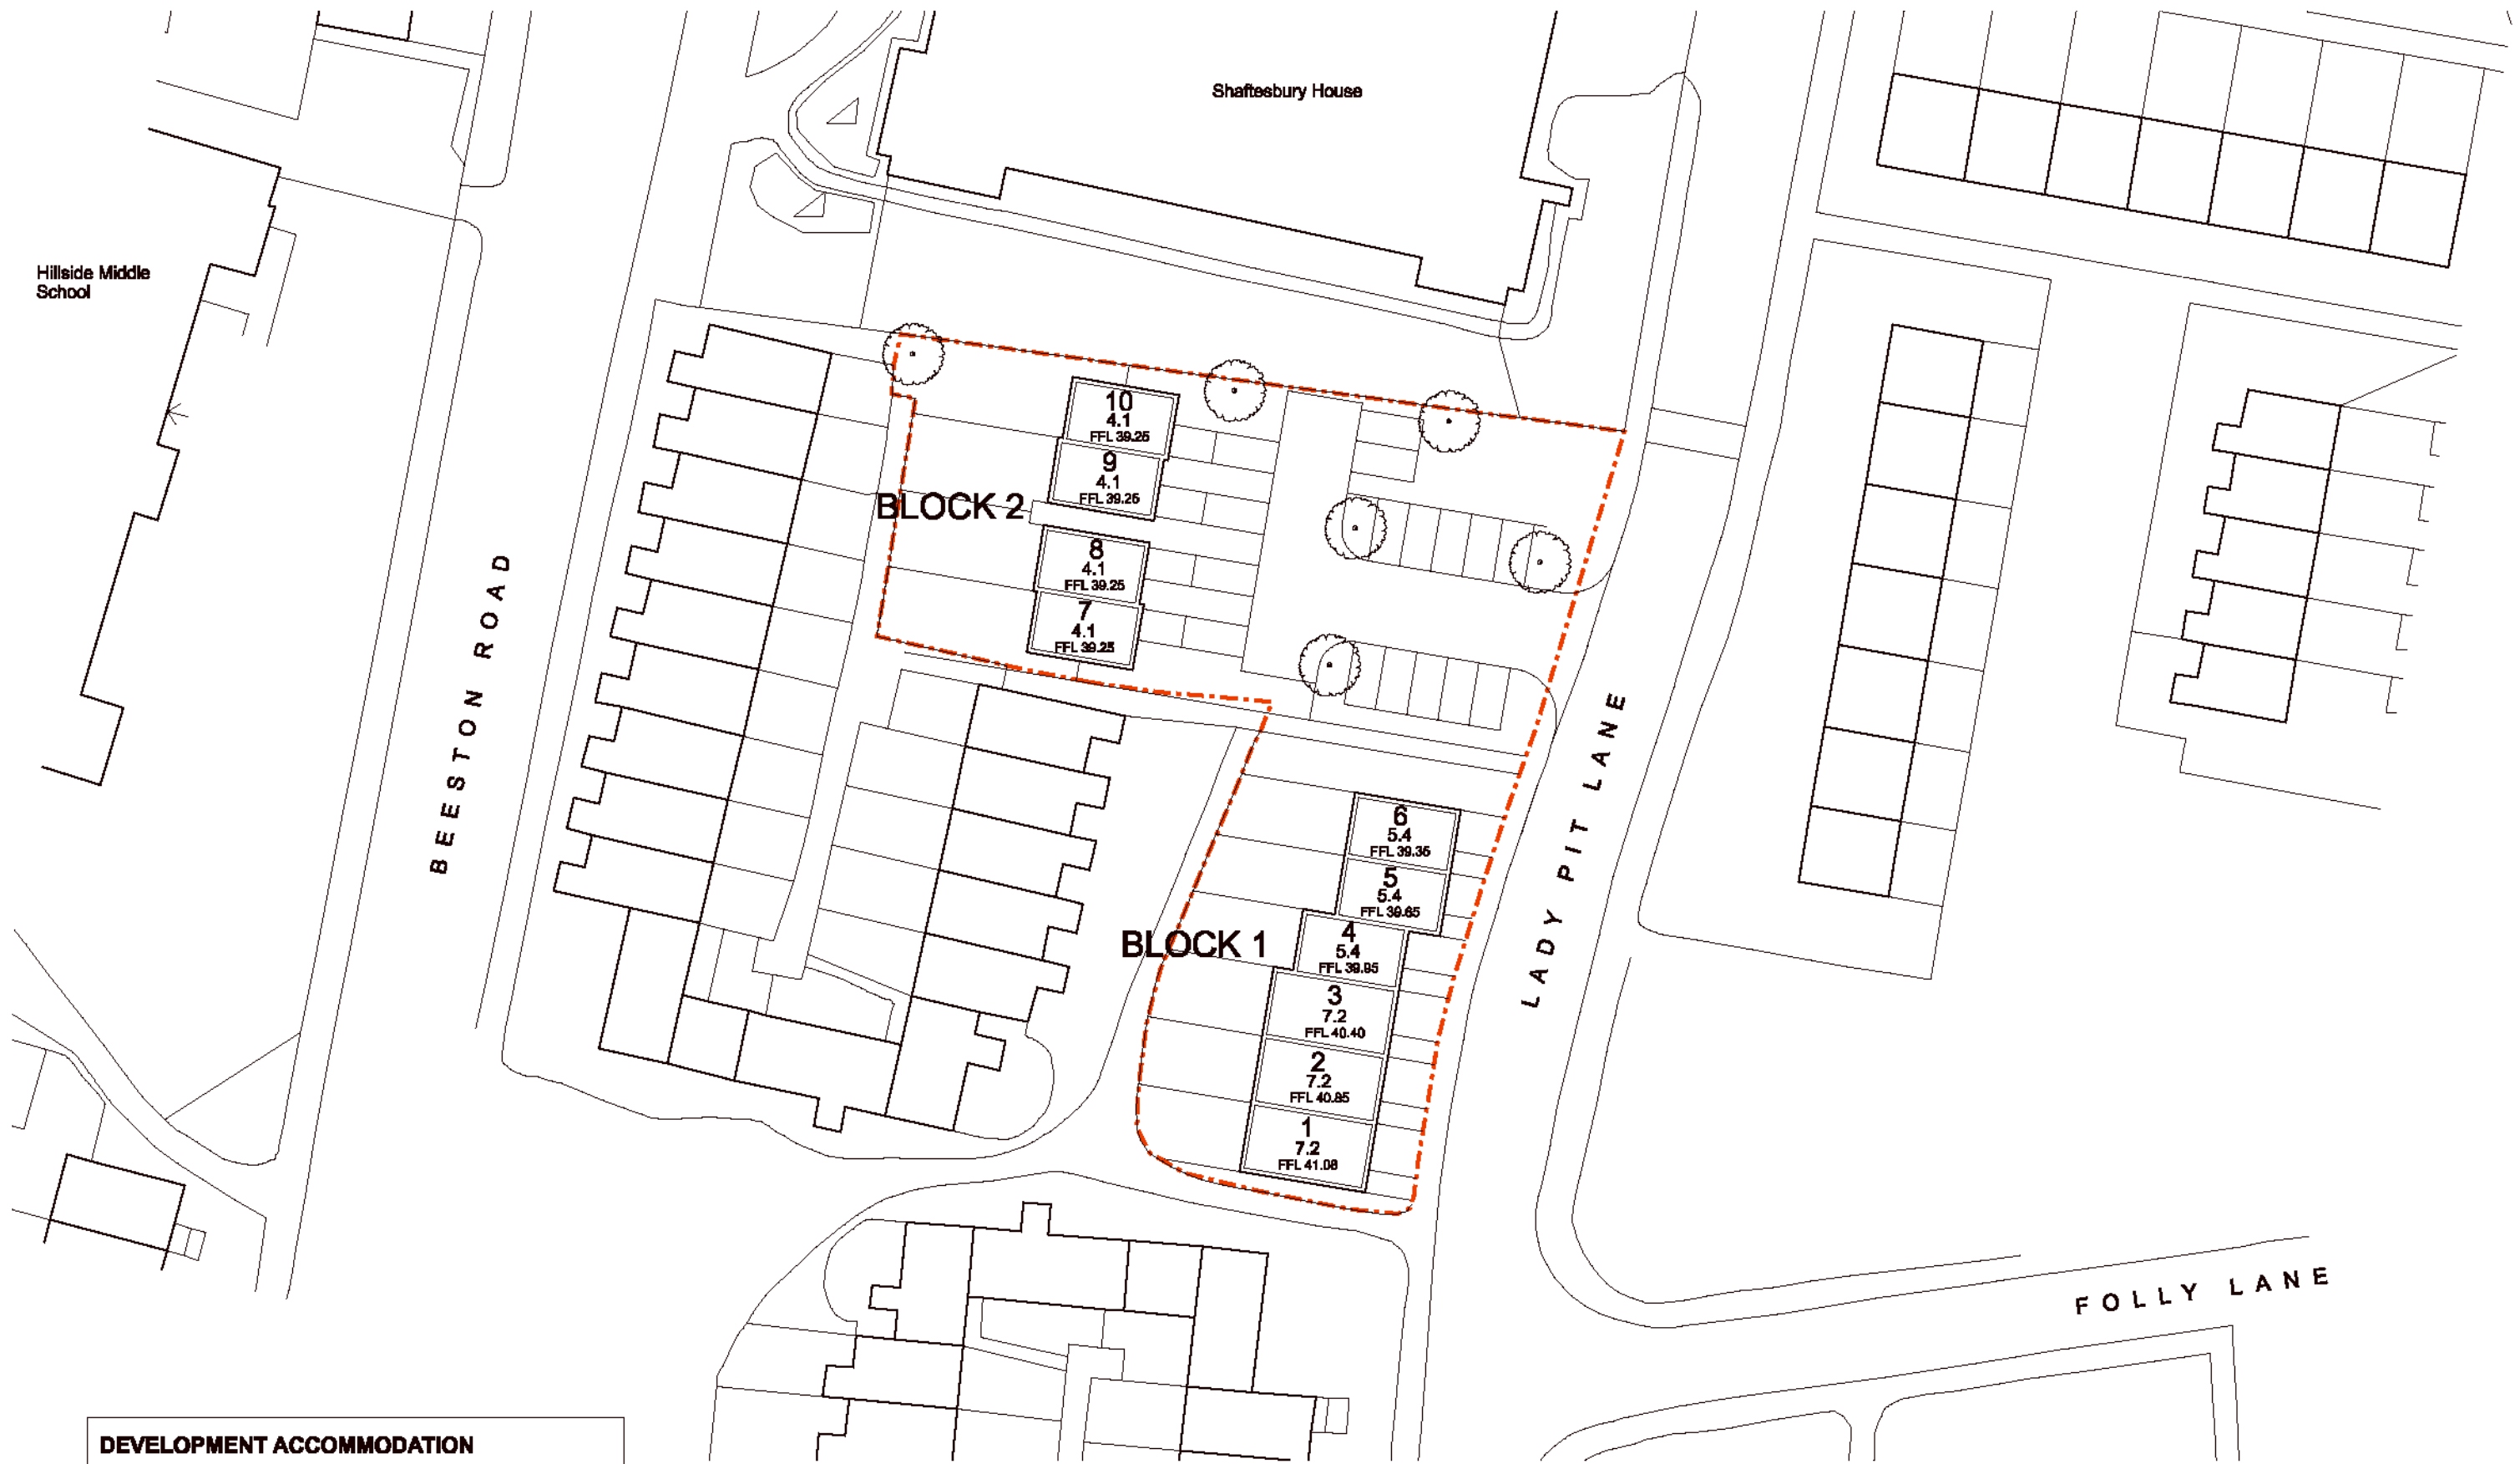 Shaftesbury House
Hillside Middle
School
10
4.1
FFL 39.25
9
4.1
FFL 39.25
BLOCK 2
8
4.1
FFL 39.25
7
4.1
FFL 39.25
BEESTON ROAD
LADY PIT LANE
6
5.4
FFL 39.35
5
5.4
FFL 39.65
BLOCK 1
4
5.4
FFL 39.95
3
7.2
FFL 40.40
2
7.2
FFL 40.85
1
7.2
FFL 41.08
FOLLY LANE
DEVELOPMENT ACCOMMODATION